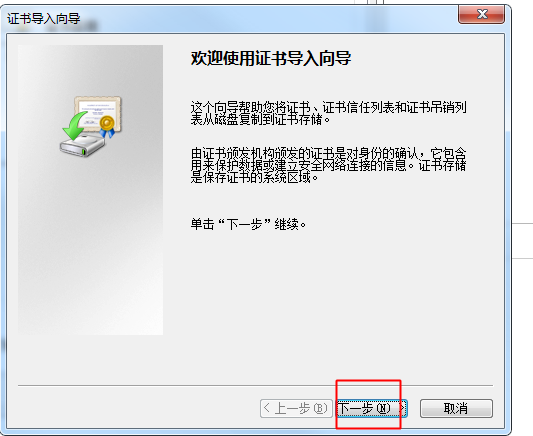 证书导入向导
欢迎使用证书导入向导
这个向导帮助您将证书、证书信任列表和证书吊销列
表从磁盘复制到证书存储。
由证书颁发机构颁发的证书是对身份的确认，它包含
用来保护数据或建立安全网络连接的信息。证书存储
是保存证书的系统区域。
单击“下一步”继续。
< 上一步(B) 下一步(N) > 取消